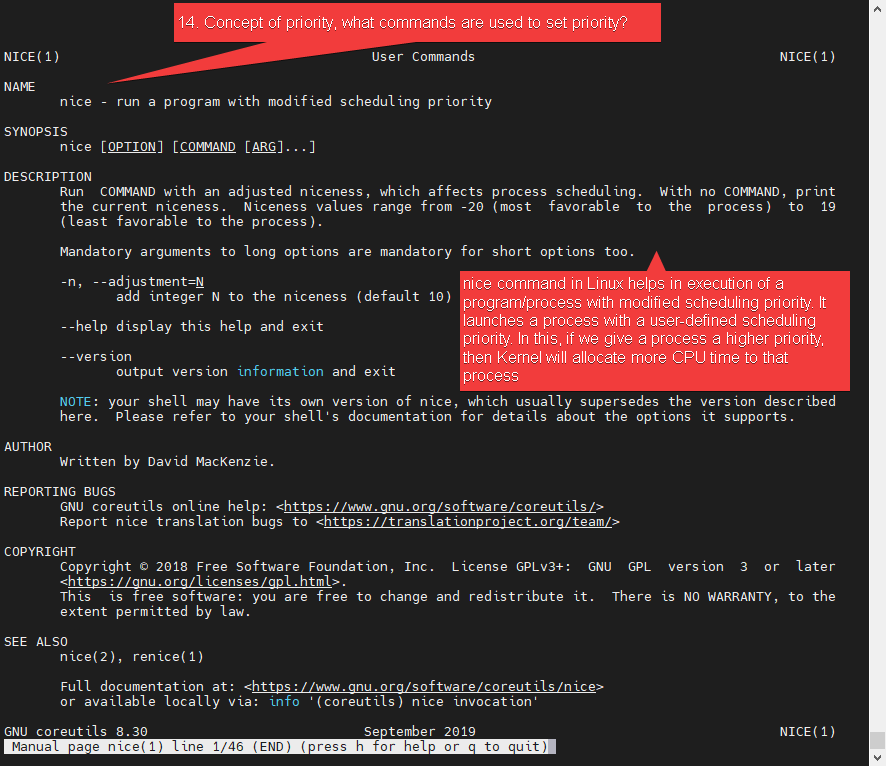 14. Concept of priority, what commands are used to set priority?
NICE(1) User Commands NICE(1)
NAME
nice - run a program with modified scheduling priority
SYNOPSIS
nice [OPTION] [COMMAND [ARG]...]
DESCRIPTION
Run COMMAND with an adjusted niceness, which affects process scheduling. With no COMMAND, print
the current niceness. Niceness values range from -20 (most favorable to the process) to 19
(least favorable to the process).
Mandatory arguments to long options are mandatory for short options too.
-n, --adjustment=N
add integer N to the niceness (default 10)
nice command in Linux helps in execution of a
program/process with modified scheduling priority. It
launches a process with a user-defined scheduling
priority. In this, if we give a process a higher priority,
then Kernel will allocate more CPU time to that
process
--help display this help and exit
--version
output version information and exit
NOTE: your shell may have its own version of nice, which usually supersedes the version described
here. Please refer to your shell's documentation for details about the options it supports.
AUTHOR
Written by David MacKenzie.
REPORTING BUGS
GNU coreutils online help: <https://www.gnu.org/software/coreutils/>
Report nice translation bugs to <https://translationproject.org/team/>
COPYRIGHT
Copyright © 2018 Free Software Foundation, Inc. License GPLv3+: GNU GPL version 3 or later
<https://gnu.org/licenses/gpl.html>.
This is free software: you are free to change and redistribute it. There is NO WARRANTY, to the
extent permitted by law.
SEE ALSO
nice(2), renice(1)
Full documentation at: <https://www.gnu.org/software/coreutils/nice>
or available locally via: info '(coreutils) nice invocation'
GNU coreutils 8.30 September 2019 NICE(1)
Manual page nice(1) line 1/46 (END) (press h for help or q to quit)